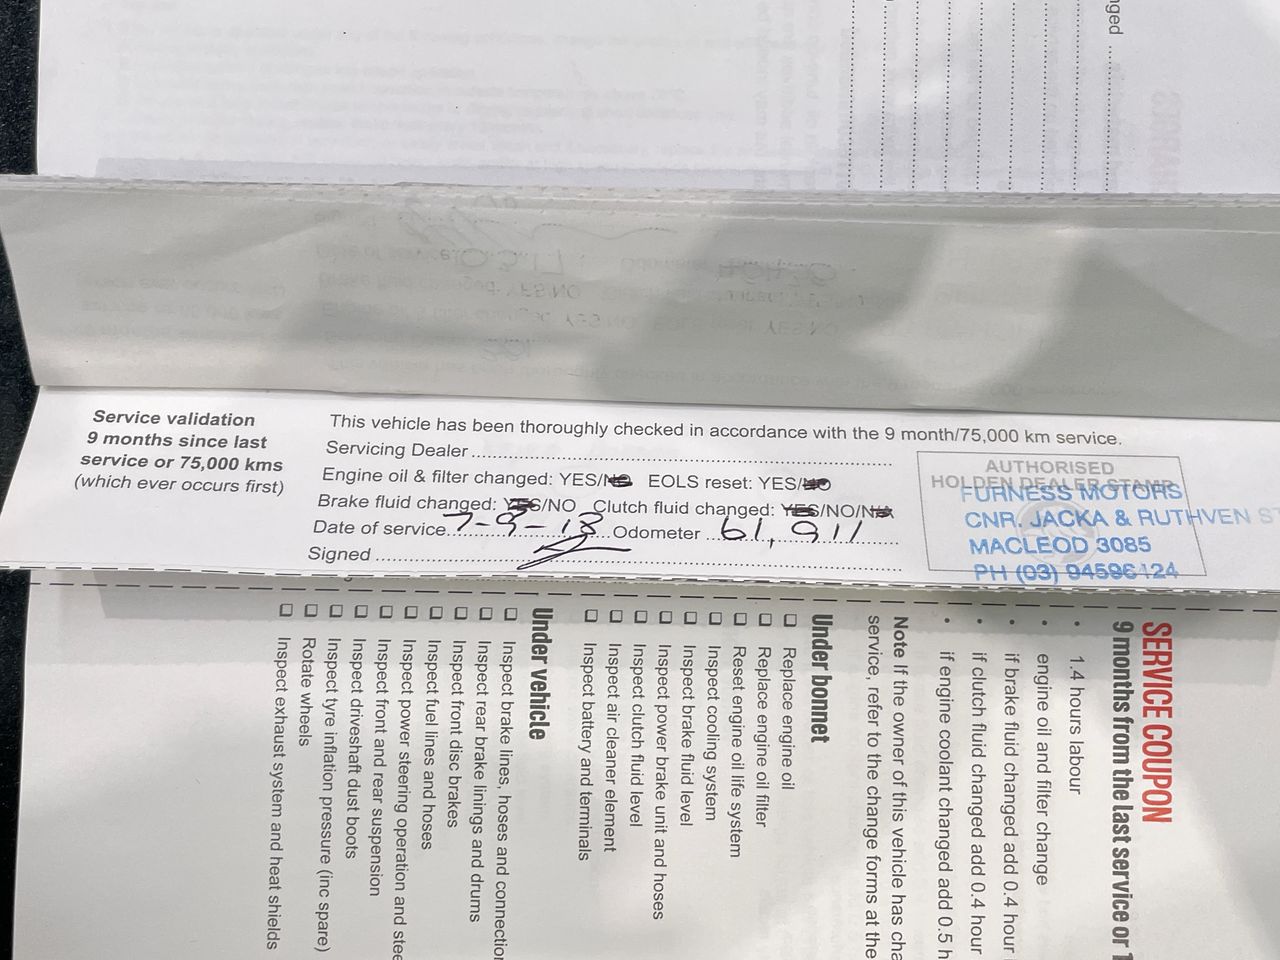 nged
Service validation
9 months since last
service or 75,000 kms
(which ever occurs first)
This vehicle has been thoroughly checked in accordance with the 9 month/75,000 km service.
Servicing Dealer
Engine oil & filter changed: YES/NO EOLS reset: YES/NO
Brake fluid changed: YES/NO Clutch fluid changed: YES/NO/NA
Date of service 7-9-18 Odometer 61,911
Signed
AUTHORISED
HOLDEN DEALER STAMP
FURNESS MOTORS
CNR. JACKA & RUTHVEN ST
MACLEOD 3085
PH (03) 94596124
SERVICE COUPON
9 months from the last service or 1
• 1.4 hours labour
• engine oil and filter change
• if brake fluid changed add 0.4 hour
• if clutch fluid changed add 0.4 hour
• if engine coolant changed add 0.5 h
Note If the owner of this vehicle has cha
service, refer to the change forms at the
Under bonnet
Replace engine oil
Replace engine oil filter
Reset engine oil life system
Inspect cooling system
Inspect brake fluid level
Inspect power brake unit and hoses
Inspect clutch fluid level
Inspect air cleaner element
Inspect battery and terminals
Under vehicle
Inspect brake lines, hoses and connection
Inspect rear brake linings and drums
Inspect front disc brakes
Inspect fuel lines and hoses
Inspect power steering operation and stee
Inspect front and rear suspension
Inspect driveshaft dust boots
Inspect tyre inflation pressure (inc spare)
Rotate wheels
Inspect exhaust system and heat shields